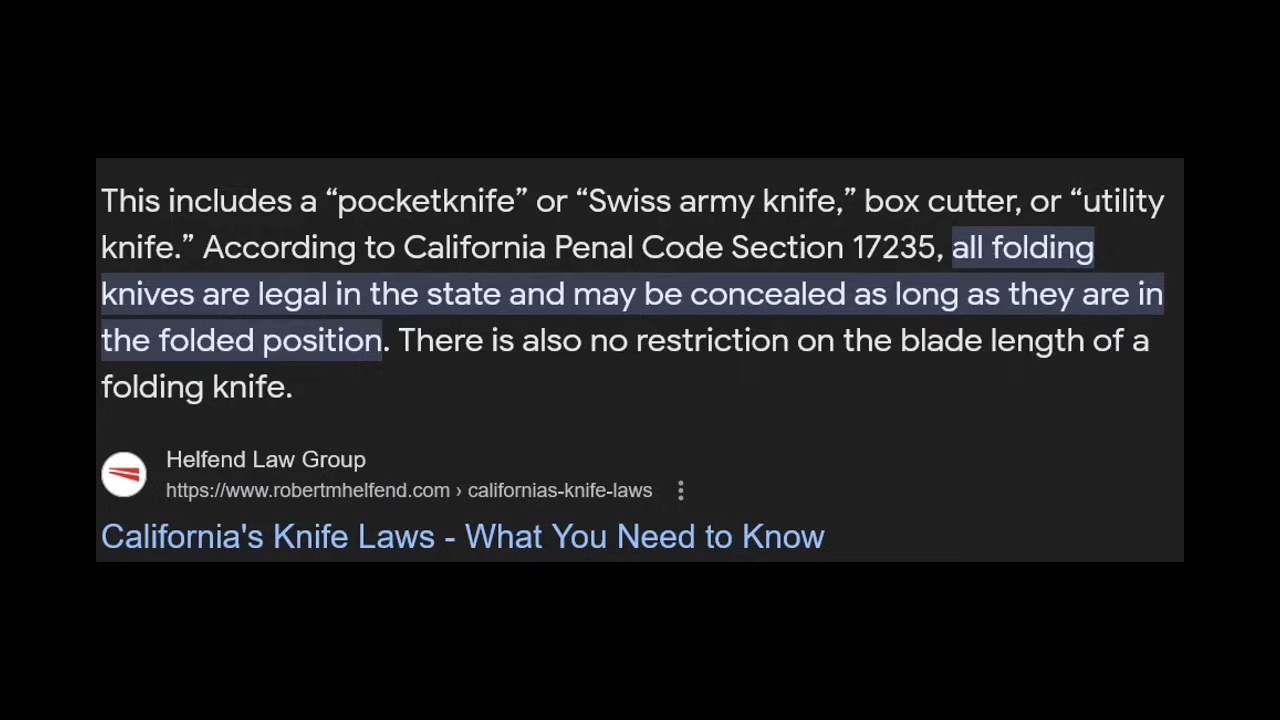 This includes a “pocketknife” or “Swiss army knife,” box cutter, or “utility
knife.” According to California Penal Code Section 17235, all folding
knives are legal in the state and may be concealed as long as they are in
the folded position. There is also no restriction on the blade length of a
folding knife.
Helfend Law Group
https://www.robertmhelfend.com › californias-knife-laws
California's Knife Laws - What You Need to Know